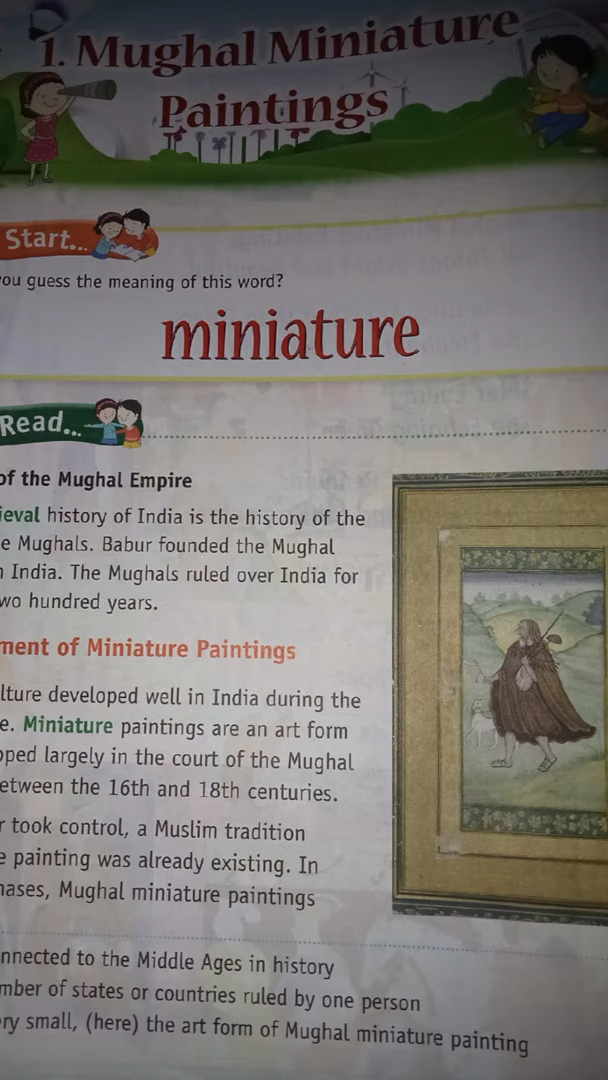 1. Mughal Miniature
Paintings
Start...
you guess the meaning of this word?
miniature
Read...
of the Mughal Empire
ieval history of India is the history of the
e Mughals. Babur founded the Mughal
n India. The Mughals ruled over India for
wo hundred years.
ment of Miniature Paintings
lture developed well in India during the
e. Miniature paintings are an art form
oped largely in the court of the Mughal
etween the 16th and 18th centuries.
r took control, a Muslim tradition
e painting was already existing. In
hases, Mughal miniature paintings
nnected to the Middle Ages in history
mber of states or countries ruled by one person
ry small, (here) the art form of Mughal miniature painting